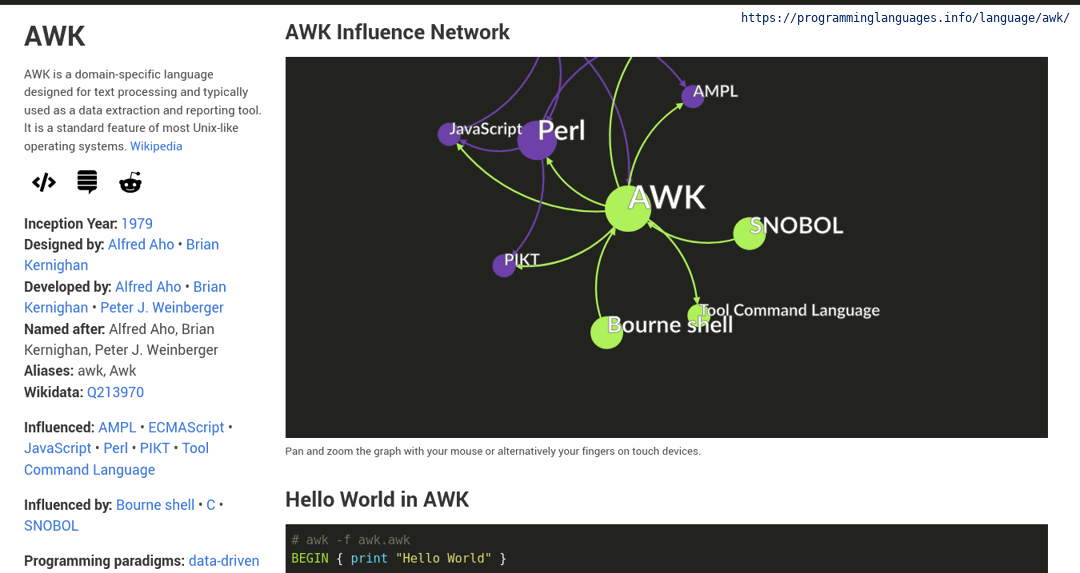 https://programminglanguages.info/language/awk/
AWK
AWK is a domain-specific language
designed for text processing and typically
used as a data extraction and reporting tool.
It is a standard feature of most Unix-like
operating systems. Wikipedia
Inception Year: 1979
Designed by: Alfred Aho • Brian
Kernighan
Developed by: Alfred Aho • Brian
Kernighan • Peter J. Weinberger
Named after: Alfred Aho, Brian
Kernighan, Peter J. Weinberger
Aliases: awk, Awk
Wikidata: Q213970
Influenced: AMPL • ECMAScript •
JavaScript • Perl • PIKT • Tool
Command Language
Influenced by: Bourne shell • C •
SNOBOL
Programming paradigms: data-driven
AWK Influence Network
AMPL
JavaScript
Perl
AWK
SNOBOL
PIKT
Tool Command Language
Bourne shell
Pan and zoom the graph with your mouse or alternatively your fingers on touch devices.
Hello World in AWK
# awk -f awk.awk
BEGIN { print "Hello World" }